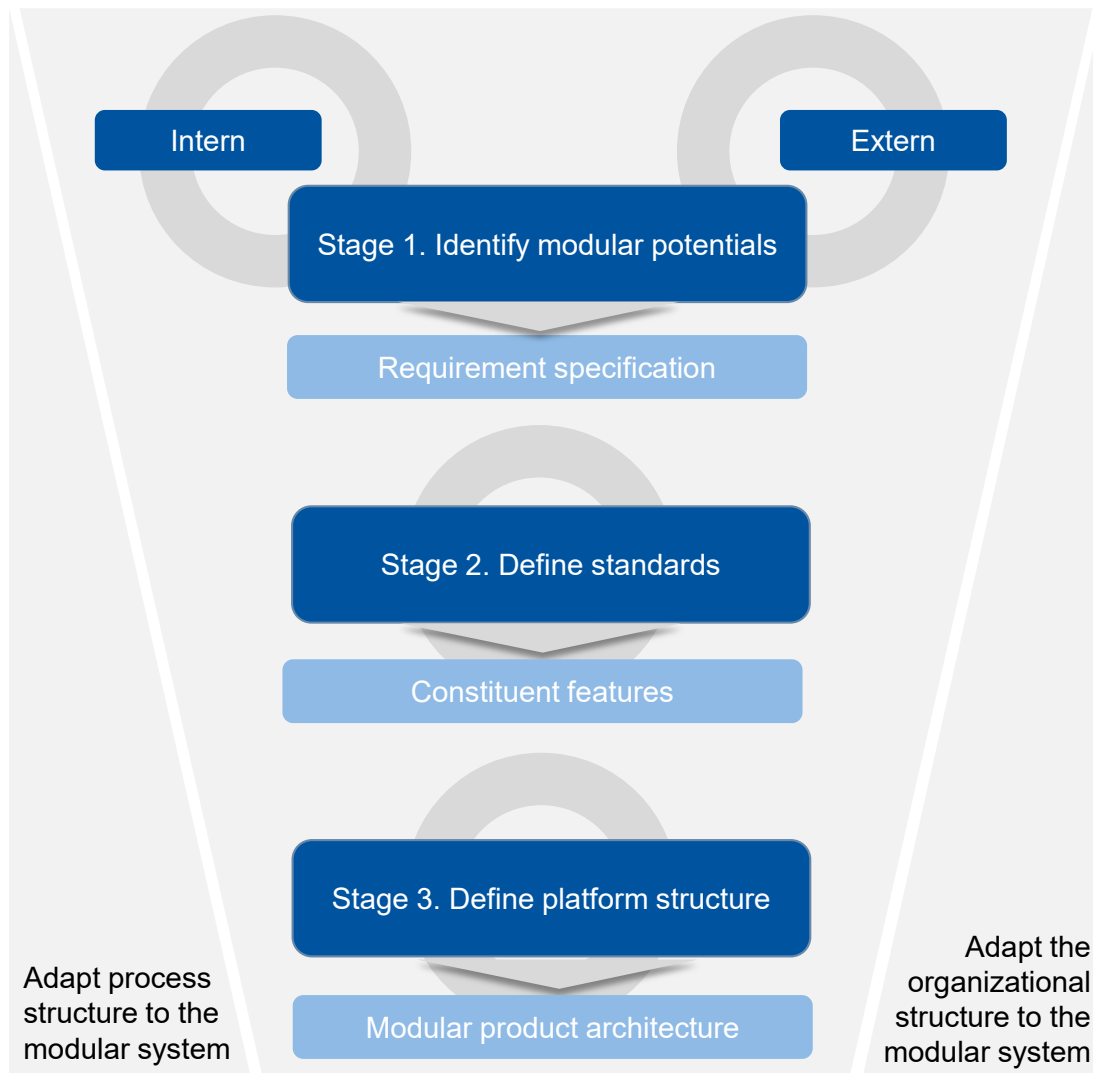 Intern
Extern
Stage 1. Identify modular potentials
Requirement specification
Stage 2. Define standards
Constituent features
Stage 3. Define platform structure
Modular product architecture
Adapt process
structure to the
modular system
Adapt the
organizational
structure to the
modular system